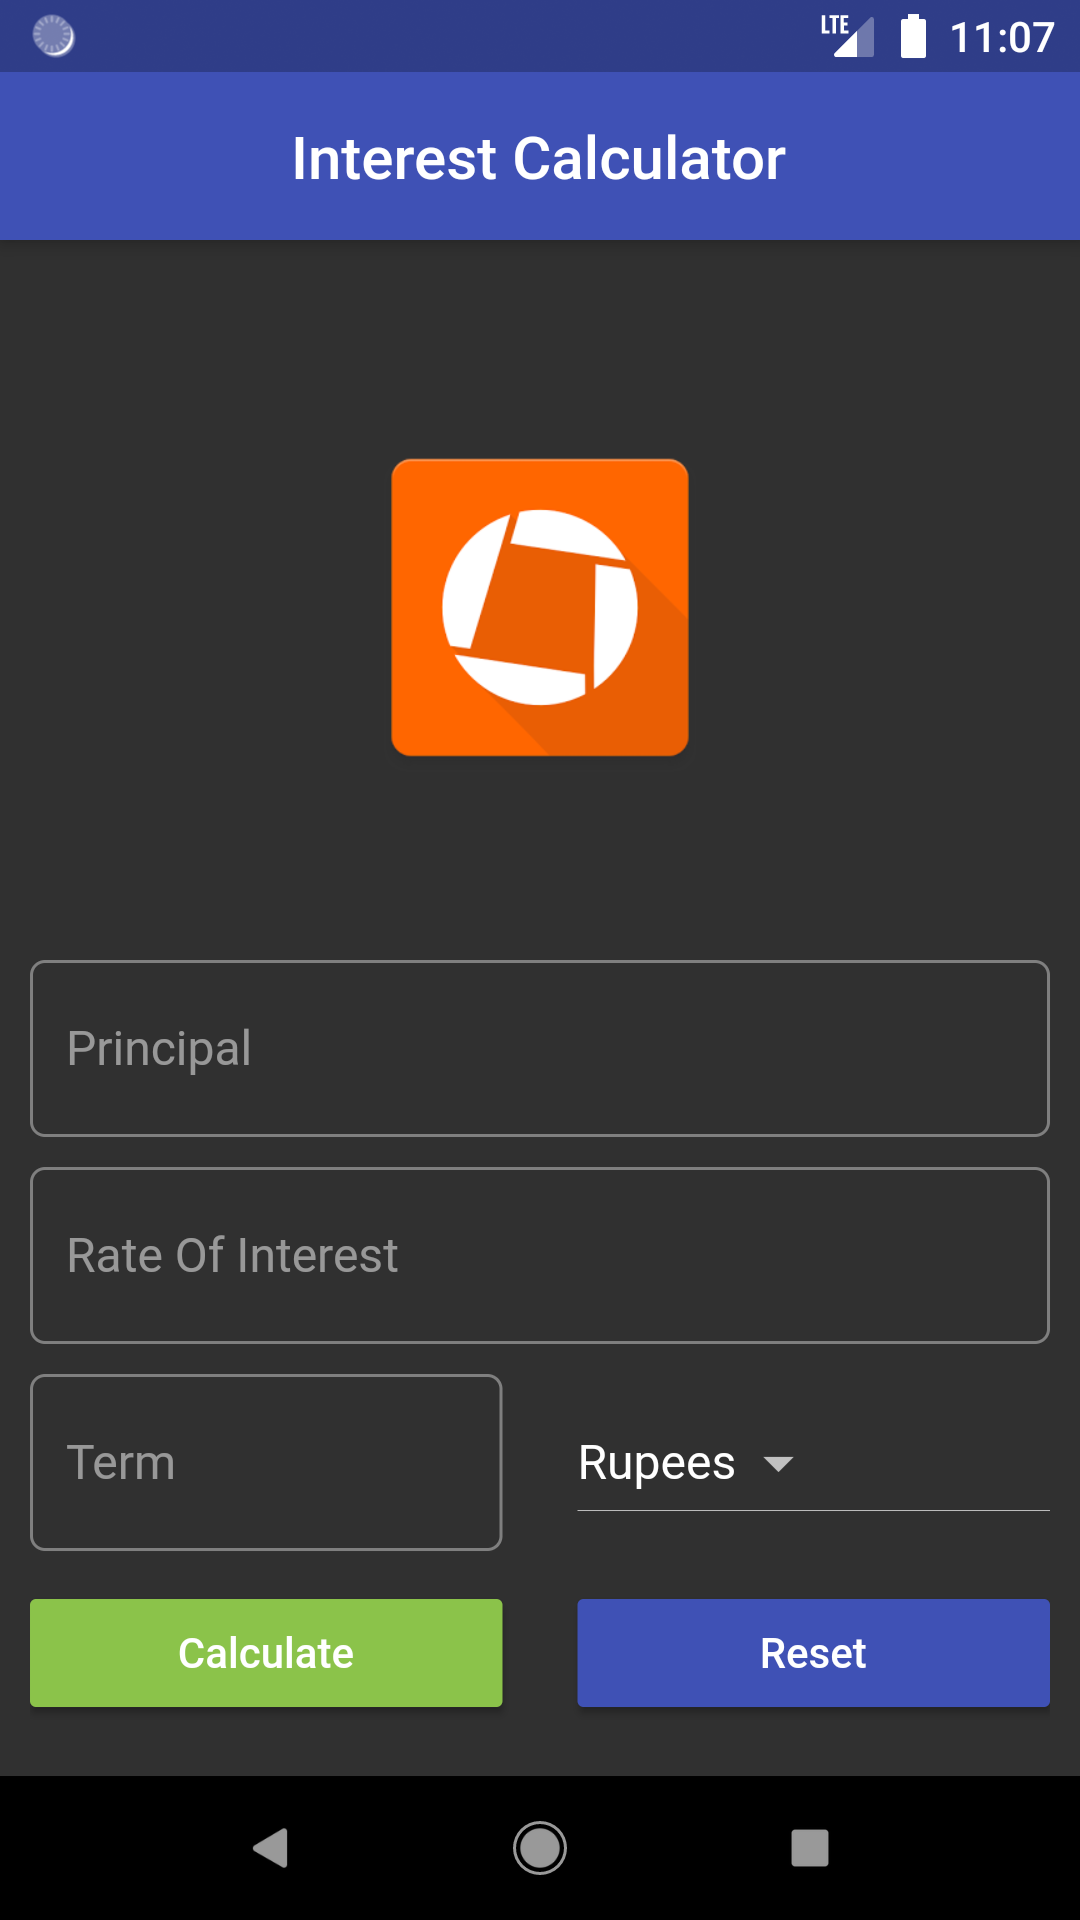 LTE 11:07
Interest Calculator
Principal
Rate Of Interest
Term
Rupees
Calculate
Reset